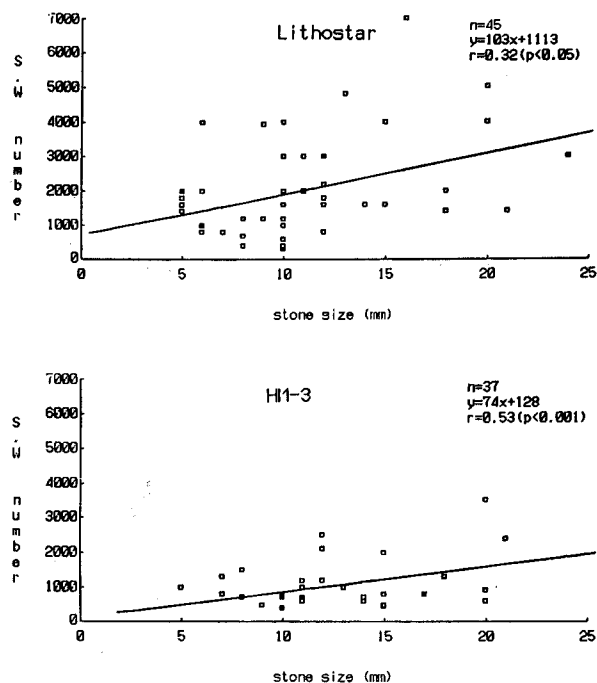 Lithostar
n=45
y=103x+1113
r=0.32(p<0.05)
S.W number
7000
6000
5000
4000
3000
2000
1000
0
0 5 10 15 20 25
stone size (mm)
HM-3
n=37
y=74x+128
r=0.53(p<0.001)
S.W number
7000
6000
5000
4000
3000
2000
1000
0
0 5 10 15 20 25
stone size (mm)